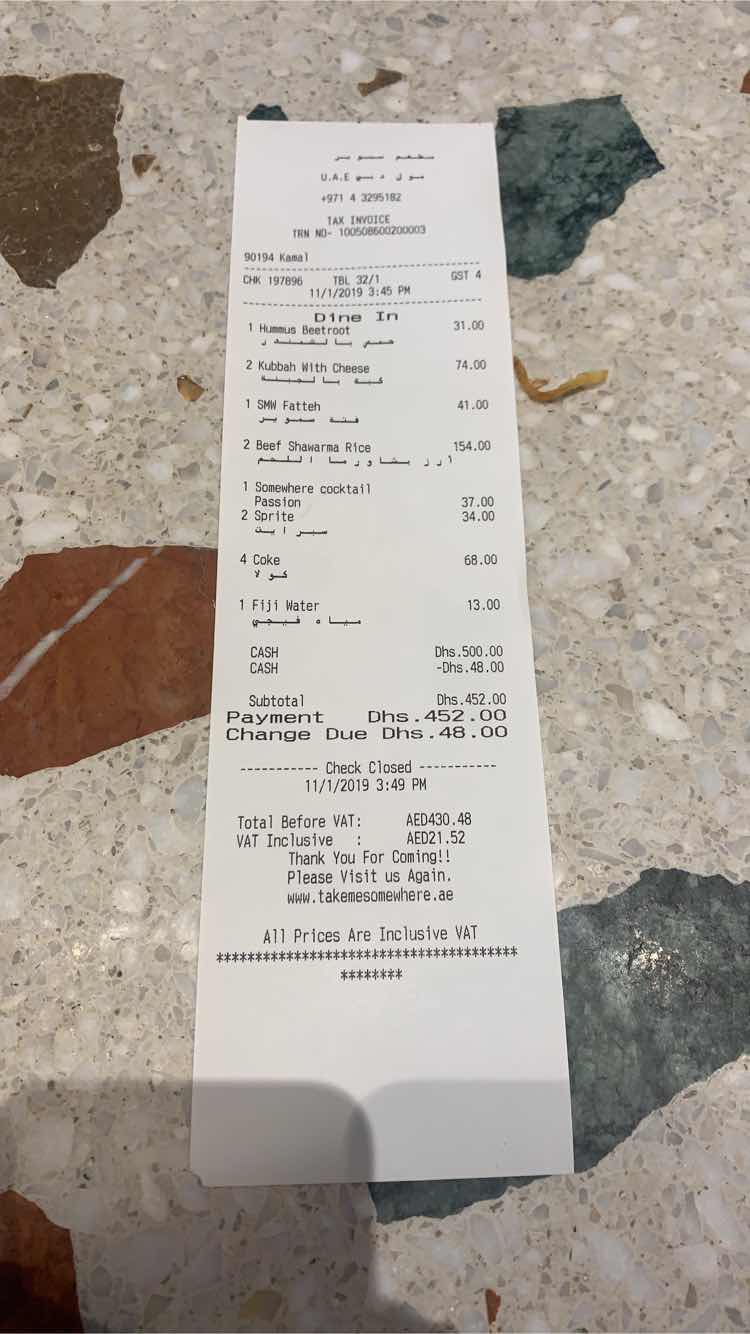 مطعم سموير
U.A.E مول دبي
+971 4 3295182
TAX INVOICE
TRN NO- 100508600200003
90194 Kamal
CHK 197896 TBL 32/1 GST 4
11/1/2019 3:45 PM
Dine In
1 Hummus Beetroot 31.00
حمص بالشمندر
2 Kubbah With Cheese 74.00
كبة بالجبنة
1 SMW Fatteh 41.00
فتة سموير
2 Beef Shawarma Rice 154.00
أرز بشاورما اللحم
1 Somewhere cocktail
Passion 37.00
2 Sprite 34.00
سبرايت
4 Coke 68.00
كولا
1 Fiji Water 13.00
مياه فيجي
CASH Dhs.500.00
CASH -Dhs.48.00
Subtotal Dhs.452.00
Payment Dhs.452.00
Change Due Dhs.48.00
----------- Check Closed -----------
11/1/2019 3:49 PM
Total Before VAT: AED430.48
VAT Inclusive : AED21.52
Thank You For Coming!!
Please Visit us Again.
www.takemesomewhere.ae
All Prices Are Inclusive VAT
***************************************
********